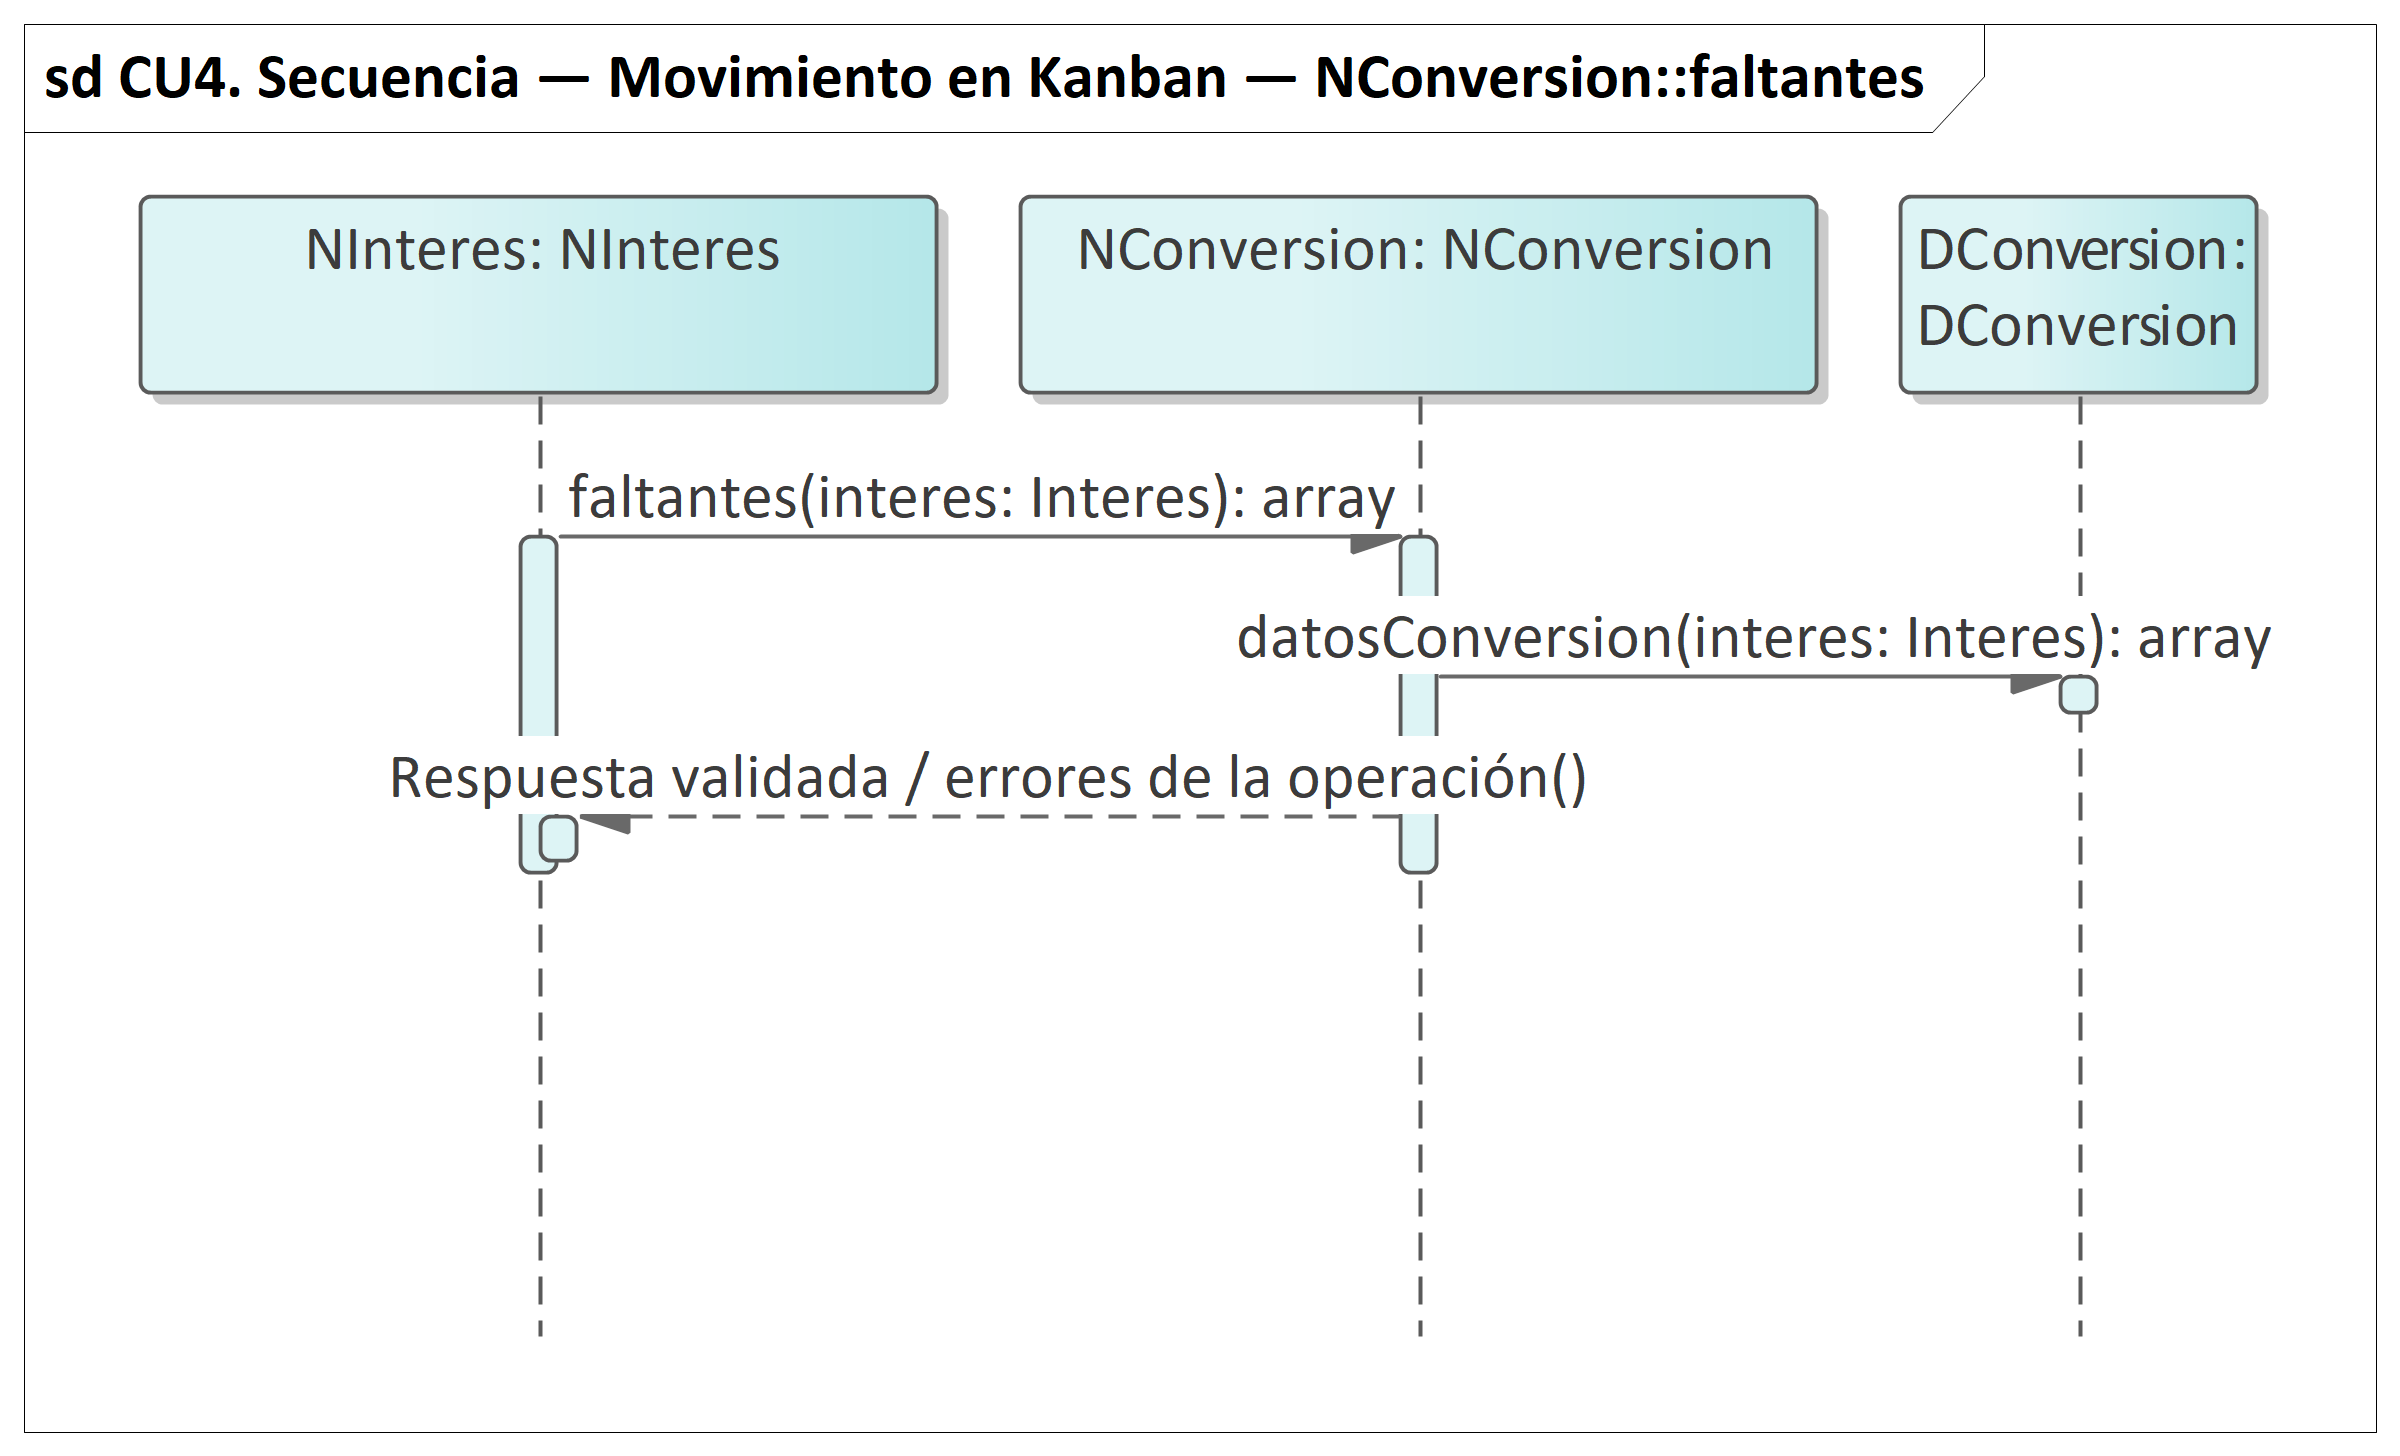 sd CU4. Secuencia — Movimiento en Kanban — NConversion::faltantes
NInteres: NInteres
NConversion: NConversion
DConversion:
DConversion
faltantes(interes: Interes): array
datosConversion(interes: Interes): array
Respuesta validada / errores de la operación()